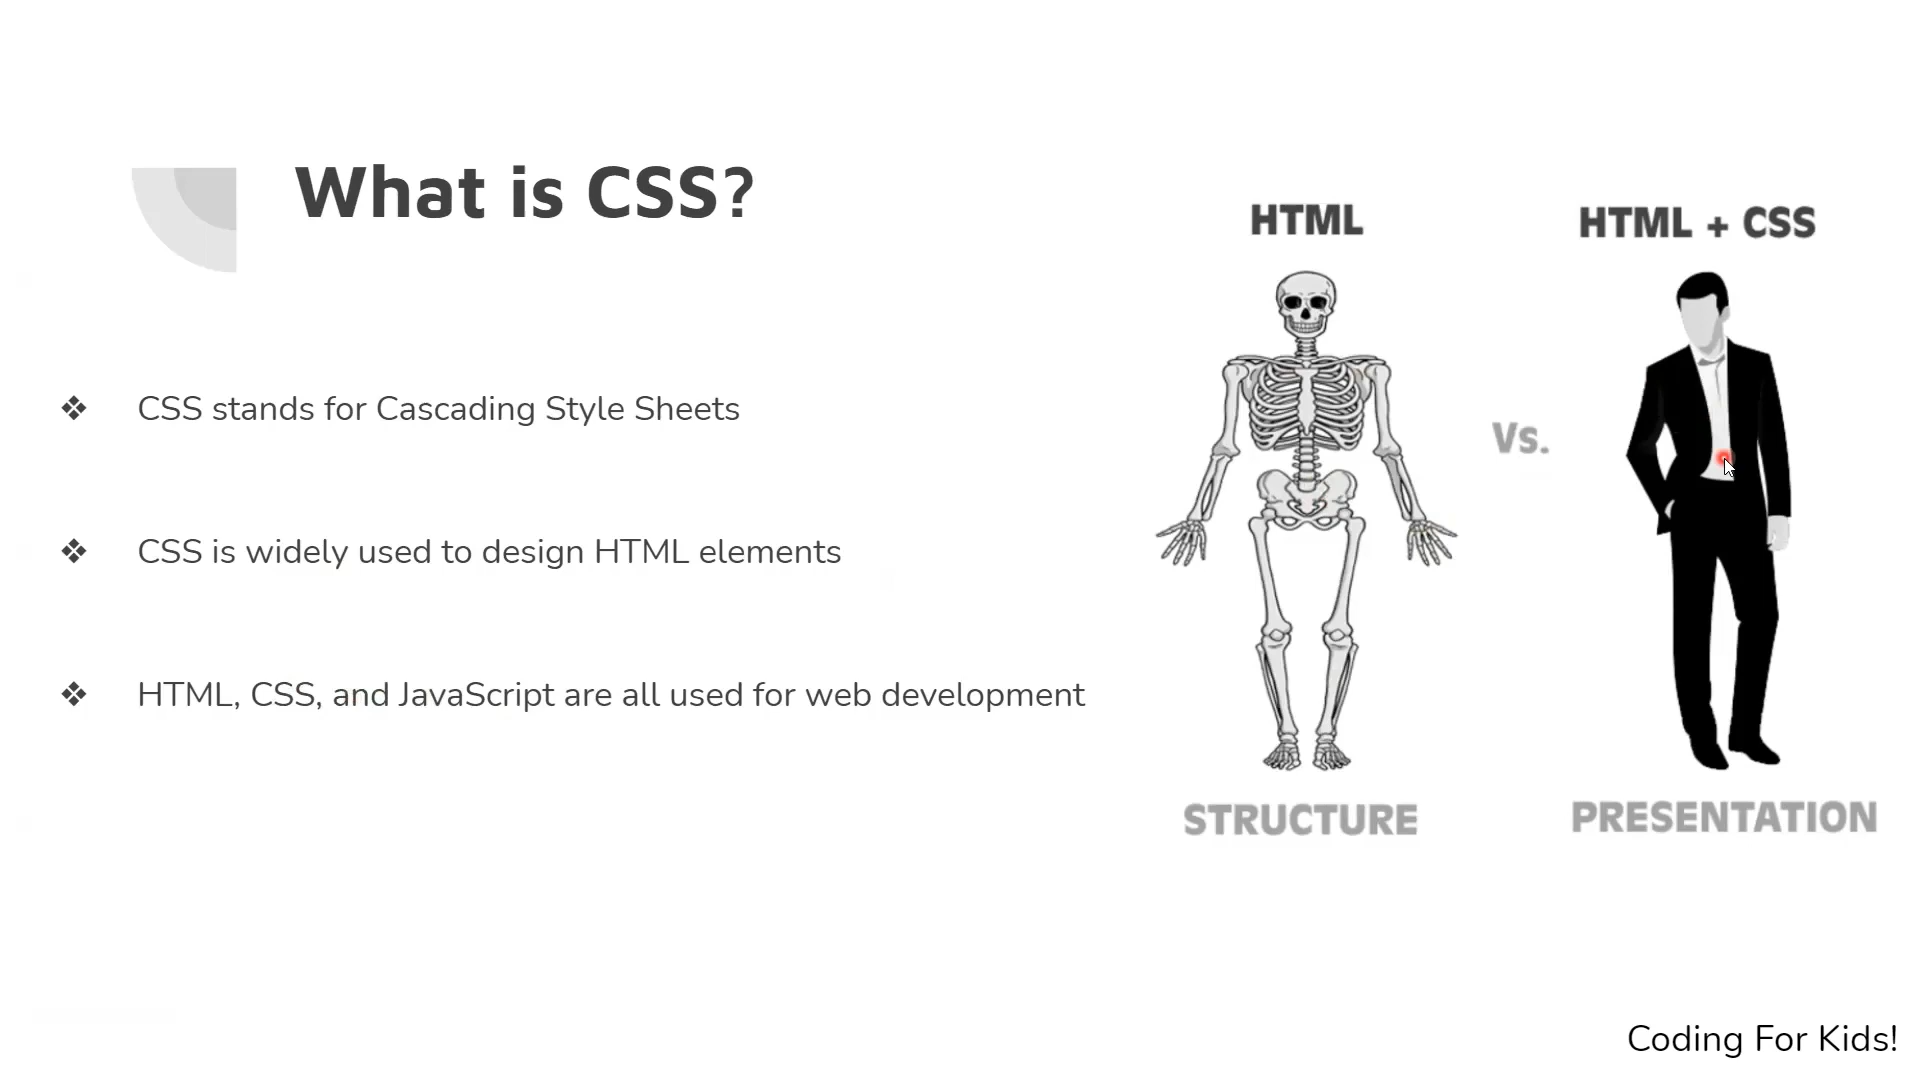 What is CSS?
❖ CSS stands for Cascading Style Sheets
❖ CSS is widely used to design HTML elements
❖ HTML, CSS, and JavaScript are all used for web development
HTML
HTML + CSS
Vs.
STRUCTURE
PRESENTATION
Coding For Kids!